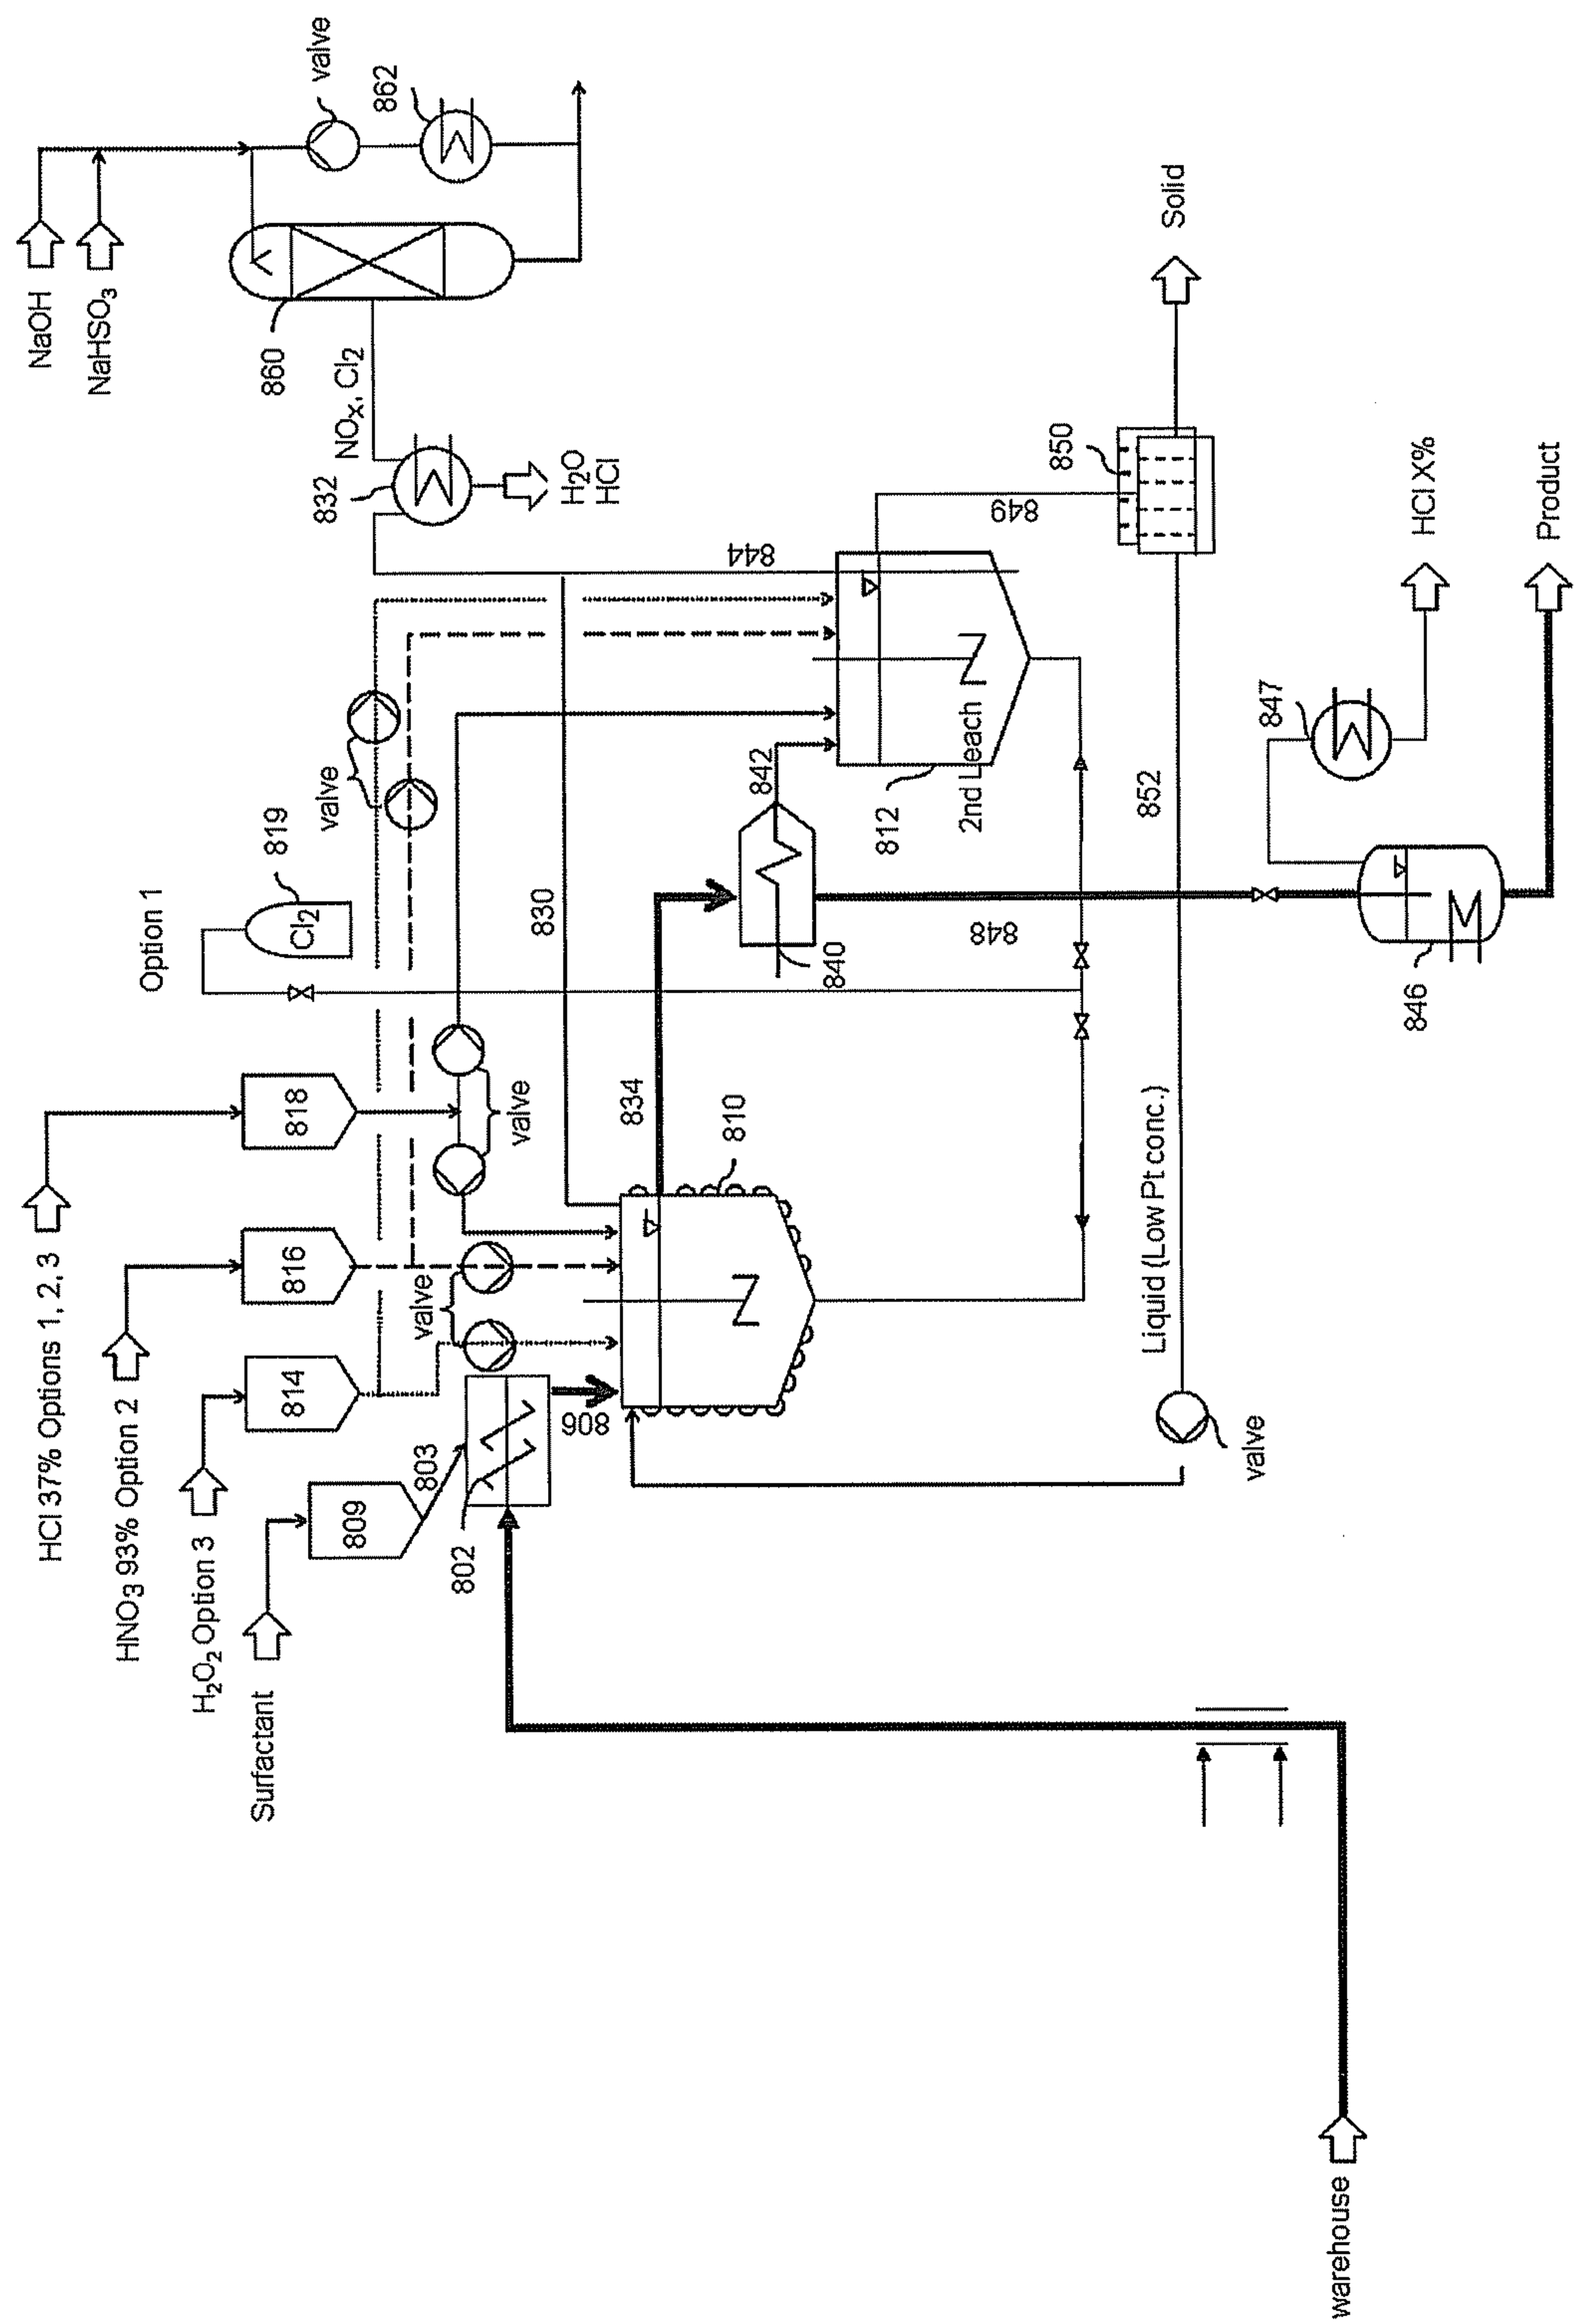 HCl 37% Options 1, 2, 3
HNO3 93% Option 2
H2O2 Option 3
Surfactant
809
803
802
806
814
816
818
valve
valve
Option 1
819
Cl2
valve
NaOH
NaHSO3
valve
862
860
NOX, Cl2
832
H2O
HCl
830
834
810
844
842
840
812
2nd Leach
848
849
850
Solid
852
Liquid (Low Pt conc.)
valve
846
847
HCl X%
Product
warehouse